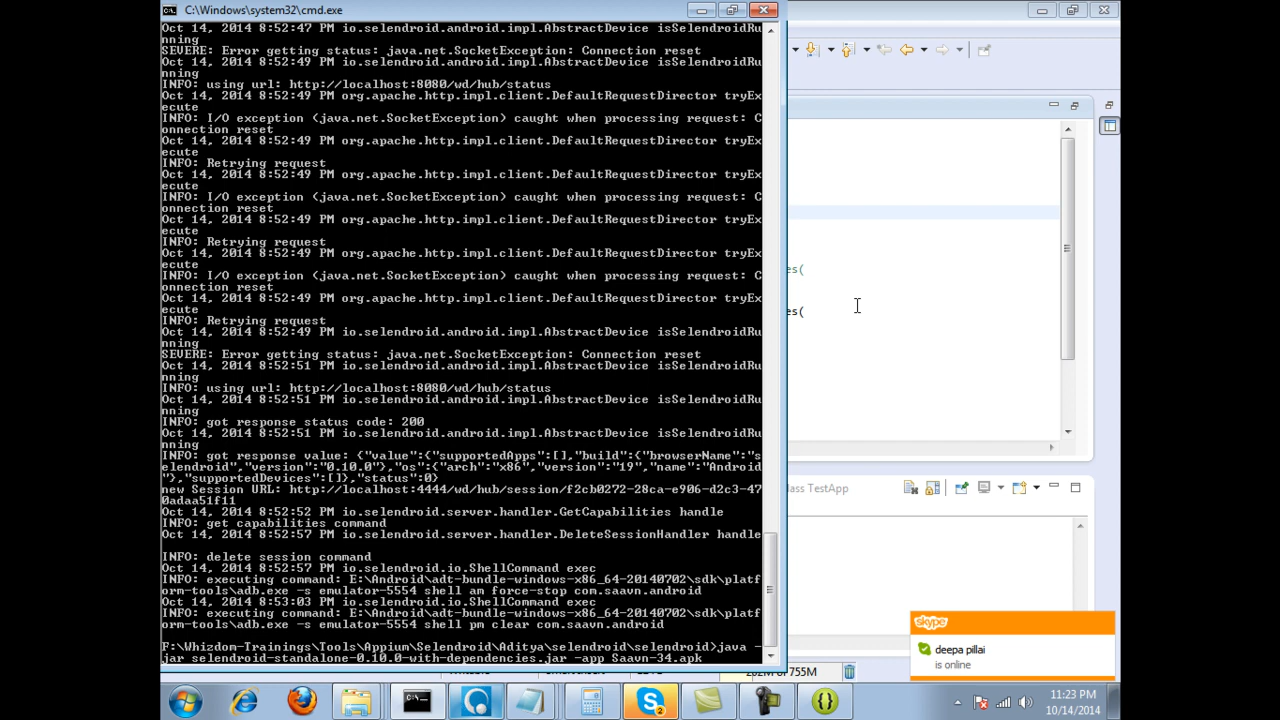 C:\Windows\system32\cmd.exe
Oct 14, 2014 8:52:47 PM io.selendroid.android.impl.AbstractDevice isSelendroidRu
nning
SEVERE: Error getting status: java.net.SocketException: Connection reset
Oct 14, 2014 8:52:49 PM io.selendroid.android.impl.AbstractDevice isSelendroidRu
nning
INFO: using url: http://localhost:8080/wd/hub/status
Oct 14, 2014 8:52:49 PM org.apache.http.impl.client.DefaultRequestDirector tryEx
ecute
INFO: I/O exception (java.net.SocketException) caught when processing request: C
onnection reset
Oct 14, 2014 8:52:49 PM org.apache.http.impl.client.DefaultRequestDirector tryEx
ecute
INFO: Retrying request
Oct 14, 2014 8:52:49 PM org.apache.http.impl.client.DefaultRequestDirector tryEx
ecute
INFO: I/O exception (java.net.SocketException) caught when processing request: C
onnection reset
Oct 14, 2014 8:52:49 PM org.apache.http.impl.client.DefaultRequestDirector tryEx
ecute
INFO: Retrying request
Oct 14, 2014 8:52:49 PM org.apache.http.impl.client.DefaultRequestDirector tryEx
ecute
INFO: I/O exception (java.net.SocketException) caught when processing request: C
onnection reset
Oct 14, 2014 8:52:49 PM org.apache.http.impl.client.DefaultRequestDirector tryEx
ecute
INFO: Retrying request
Oct 14, 2014 8:52:49 PM io.selendroid.android.impl.AbstractDevice isSelendroidRu
nning
SEVERE: Error getting status: java.net.SocketException: Connection reset
Oct 14, 2014 8:52:51 PM io.selendroid.android.impl.AbstractDevice isSelendroidRu
nning
INFO: using url: http://localhost:8080/wd/hub/status
Oct 14, 2014 8:52:51 PM io.selendroid.android.impl.AbstractDevice isSelendroidRu
nning
INFO: got response status code: 200
Oct 14, 2014 8:52:51 PM io.selendroid.android.impl.AbstractDevice isSelendroidRu
nning
INFO: got response value: {"value":{"supportedApps":[],"build":{"browserName":"s
elendroid","version":"0.10.0"},"os":{"arch":"x86","version":"19","name":"Android
"},"supportedDevices":[]},"status":0}
new Session URL: http://localhost:4444/wd/hub/session/f2cb0272-28ca-e906-d2c3-47
0adaa51f11
Oct 14, 2014 8:52:52 PM io.selendroid.server.handler.GetCapabilities handle
INFO: get capabilities command
Oct 14, 2014 8:52:57 PM io.selendroid.server.handler.DeleteSessionHandler handle
INFO: delete session command
Oct 14, 2014 8:52:57 PM io.selendroid.io.ShellCommand exec
INFO: executing command: E:\Android\adt-bundle-windows-x86_64-20140702\sdk\platf
orm-tools\adb.exe -s emulator-5554 shell am force-stop com.saavn.android
Oct 14, 2014 8:53:03 PM io.selendroid.io.ShellCommand exec
INFO: executing command: E:\Android\adt-bundle-windows-x86_64-20140702\sdk\platf
orm-tools\adb.exe -s emulator-5554 shell pm clear com.saavn.android
F:\Whizdom-Trainings\Tools\Appium\Selendroid\Aditya\selendroid\selendroid>java -
jar selendroid-standalone-0.10.0-with-dependencies.jar -app Saavn-34.apk
es(
es(
lass TestApp
skype
deepa pillai
is online
2
11:23 PM
10/14/2014